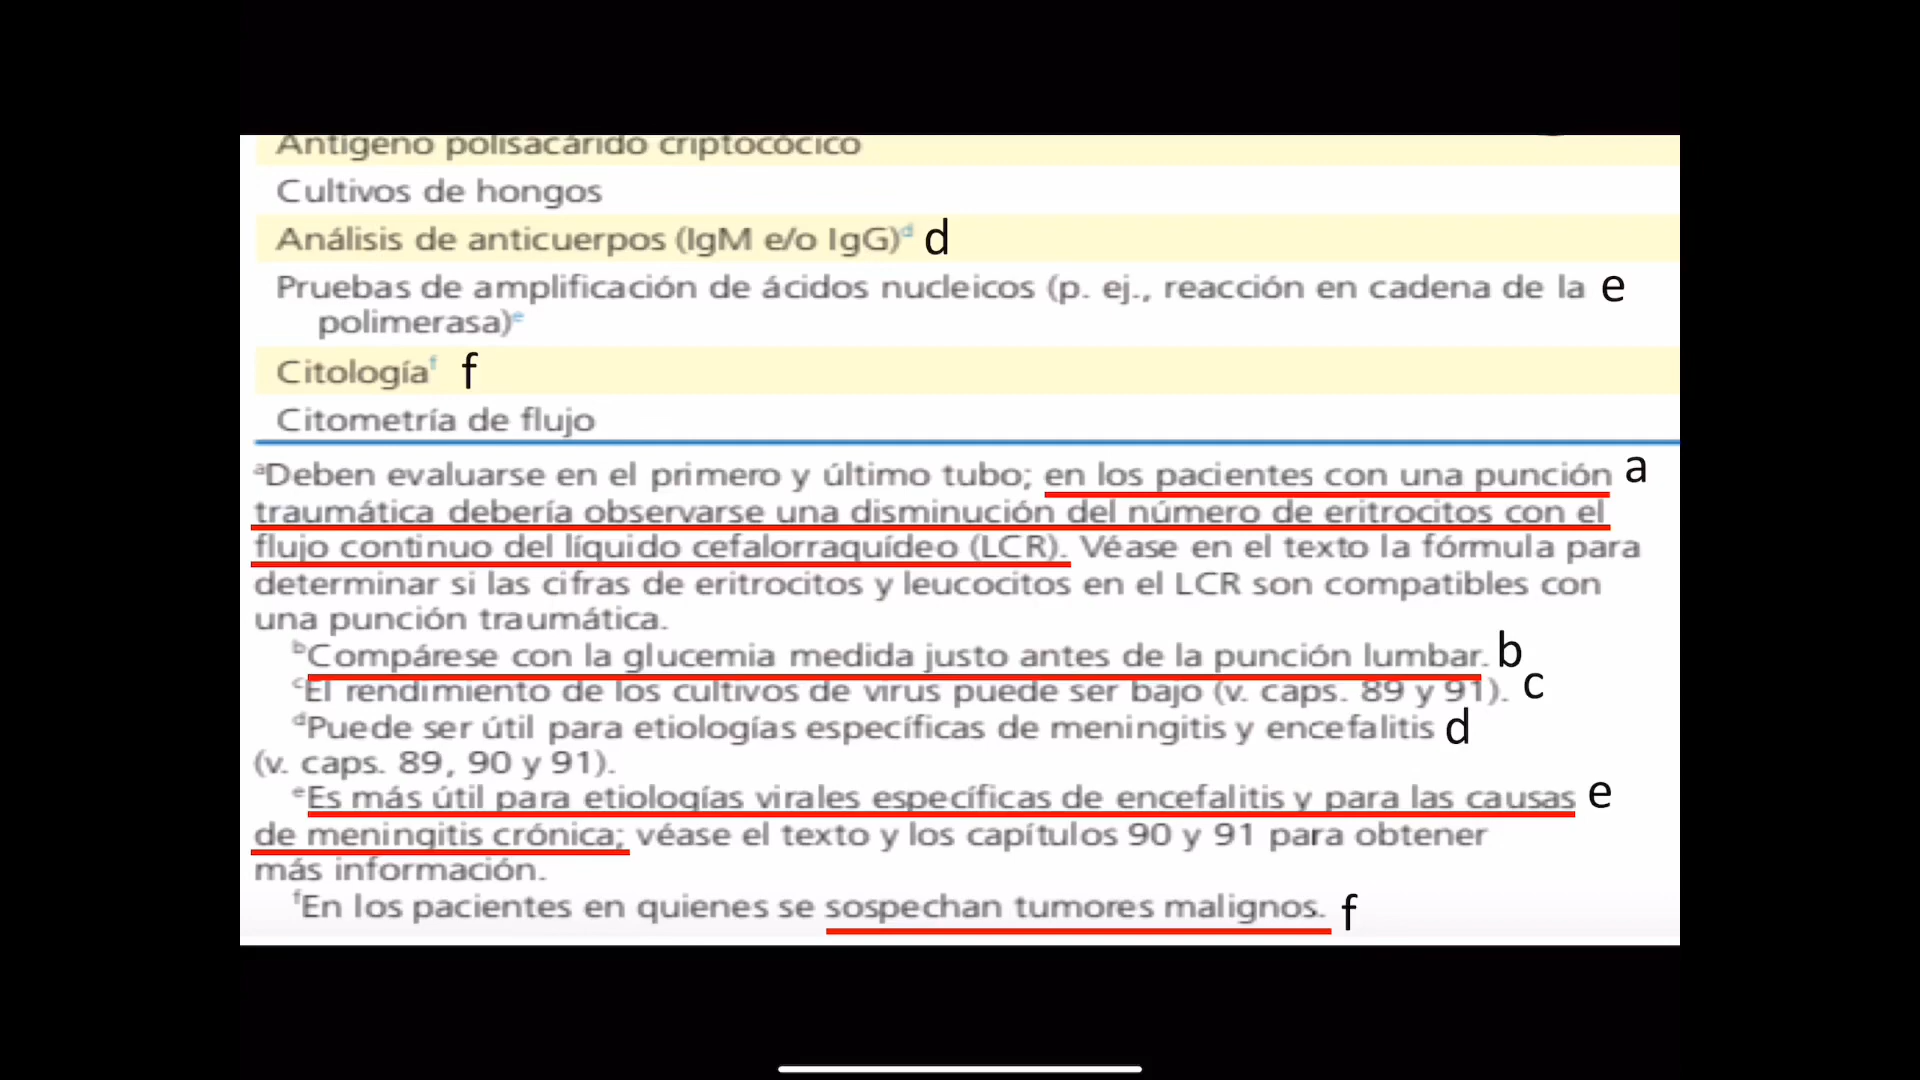 Antígeno polisacárido criptocócico
Cultivos de hongos
Análisis de anticuerpos (IgM e/o IgG)d d
Pruebas de amplificación de ácidos nucleicos (p. ej., reacción en cadena de la e
polimerasa)e
Citologíaf f
Citometría de flujo
aDeben evaluarse en el primero y último tubo; en los pacientes con una punción a
traumática debería observarse una disminución del número de eritrocitos con el
flujo continuo del líquido cefalorraquídeo (LCR). Véase en el texto la fórmula para
determinar si las cifras de eritrocitos y leucocitos en el LCR son compatibles con
una punción traumática.
bCompárese con la glucemia medida justo antes de la punción lumbar. b
cEl rendimiento de los cultivos de virus puede ser bajo (v. caps. 89 y 91). c
dPuede ser útil para etiologías específicas de meningitis y encefalitis d
(v. caps. 89, 90 y 91).
eEs más útil para etiologías virales específicas de encefalitis y para las causas e
de meningitis crónica; véase el texto y los capítulos 90 y 91 para obtener
más información.
fEn los pacientes en quienes se sospechan tumores malignos. f